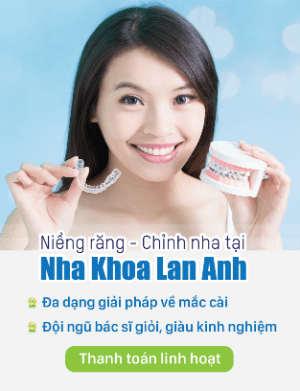 Niềng răng - Chỉnh nha tại
Nha Khoa Lan Anh
Đa dạng giải pháp về mắc cài
Đội ngũ bác sĩ giỏi, giàu kinh nghiệm
Thanh toán linh hoạt